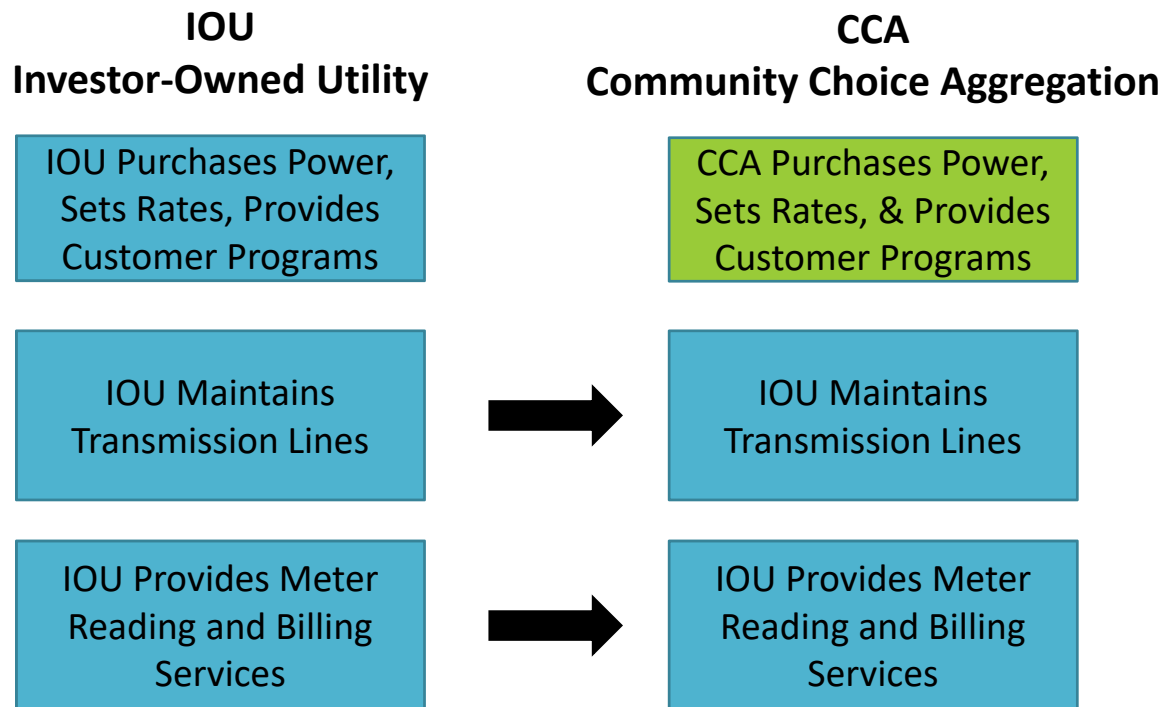 IOU
Investor-Owned Utility
CCA
Community Choice Aggregation
IOU Purchases Power,
Sets Rates, Provides
Customer Programs
CCA Purchases Power,
Sets Rates, & Provides
Customer Programs
IOU Maintains
Transmission Lines
IOU Maintains
Transmission Lines
IOU Provides Meter
Reading and Billing
Services
IOU Provides Meter
Reading and Billing
Services